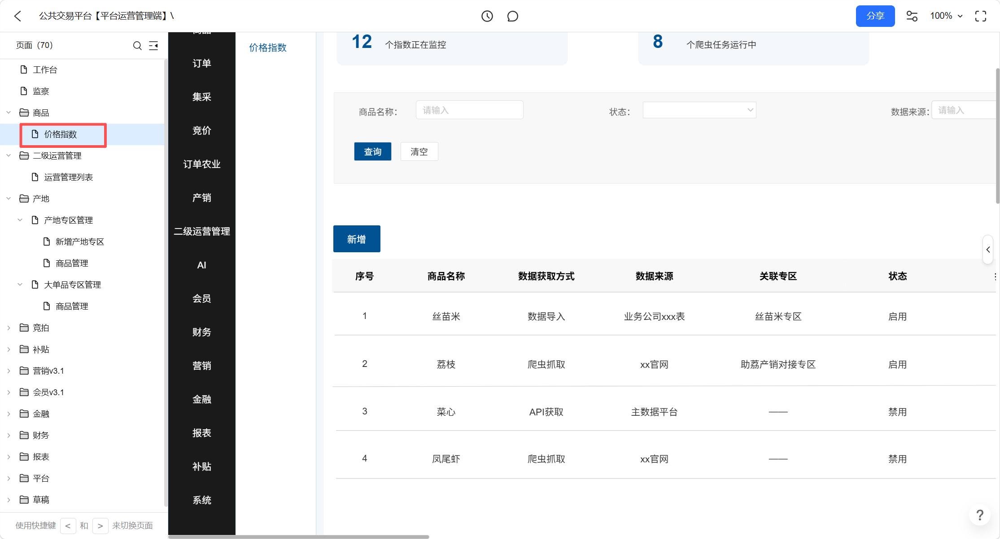 公共交易平台【平台运营管理端】\
分享
100%
页面（70）
工作台
监察
商品
价格指数
二级运营管理
运营管理列表
产地
产地专区管理
新增产地专区
商品管理
大单品专区管理
商品管理
竞拍
补贴
营销v3.1
会员v3.1
金融
财务
报表
平台
草稿
使用快捷键 < 和 > 来切换页面
商品
订单
集采
竞价
订单农业
产销
二级运营管理
AI
会员
财务
营销
金融
报表
补贴
系统
价格指数
12 个指数正在监控
8 个爬虫任务运行中
商品名称： 请输入 状态： 数据来源： 请输入
查询 清空
新增
序号 商品名称 数据获取方式 数据来源 关联专区 状态
1 丝苗米 数据导入 业务公司xxx表 丝苗米专区 启用
2 荔枝 爬虫抓取 xx官网 助荔产销对接专区 启用
3 菜心 API获取 主数据平台 —— 禁用
4 凤尾虾 爬虫抓取 xx官网 —— 禁用
?